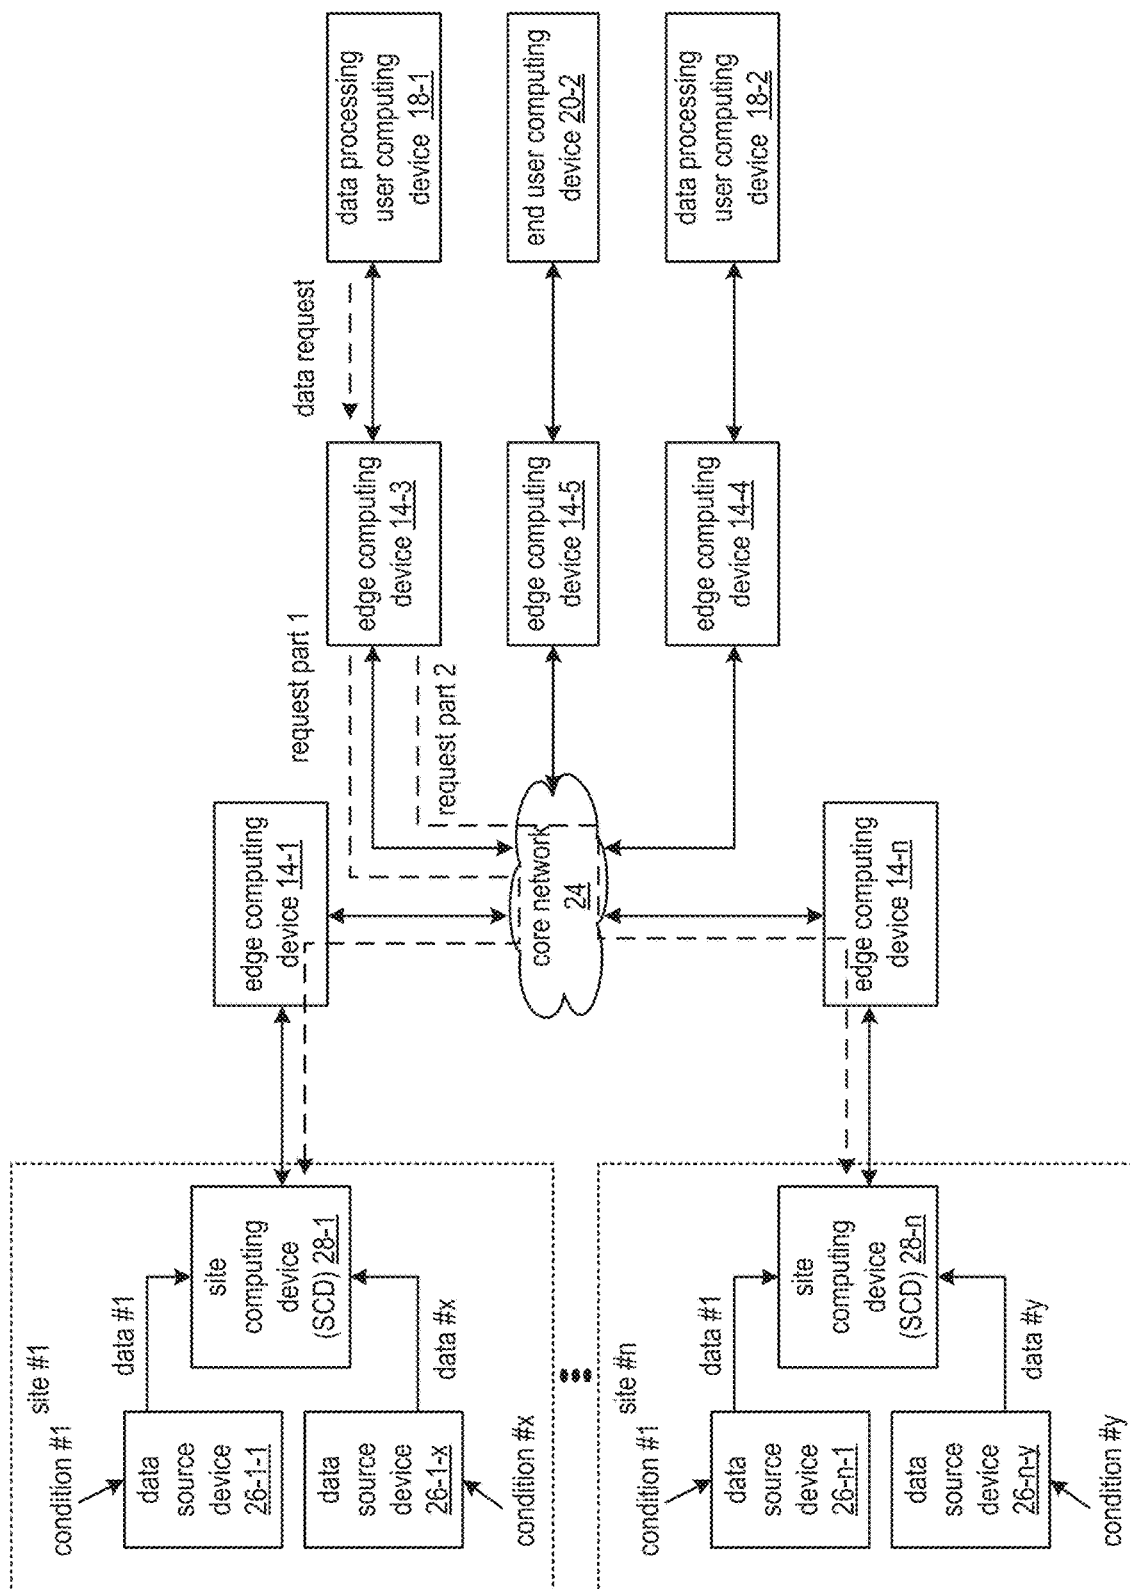 site #1
condition #1
data
source
device
26-1-1
data #1
site
computing
device
(SCD) 28-1
data
source
device
26-1-x
data #x
condition #x
edge computing
device 14-1
request part 1
request part 2
edge computing
device 14-3
data request
data processing
user computing
device 18-1
core network
24
edge computing
device 14-5
end user computing
device 20-2
site #n
condition #1
data
source
device
26-n-1
data #1
site
computing
device
(SCD) 28-n
data
source
device
26-n-y
data #y
condition #y
edge computing
device 14-n
edge computing
device 14-4
data processing
user computing
device 18-2